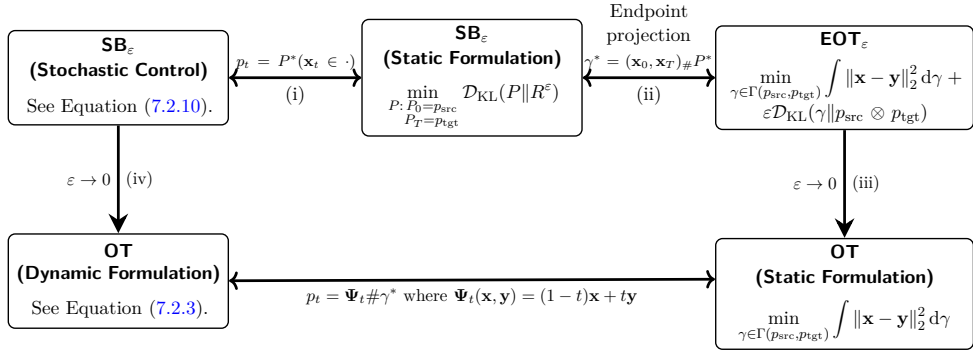 SB_ε
(Stochastic Control)
See Equation (7.2.10).
p_t = P*(x_t ∈ ·)
(i)
SB_ε
(Static Formulation)
min D_KL(P‖R^ε)
P: P_0=p_src
P_T=p_tgt
Endpoint
projection
γ* = (x_0, x_T)_#P*
(ii)
EOT_ε
min ∫ ‖x − y‖_2^2 dγ +
γ∈Γ(p_src,p_tgt)
εD_KL(γ‖p_src ⊗ p_tgt)
ε → 0
(iv)
ε → 0
(iii)
OT
(Dynamic Formulation)
See Equation (7.2.3).
p_t = Ψ_t#γ* where Ψ_t(x, y) = (1 − t)x + ty
OT
(Static Formulation)
min ∫ ‖x − y‖_2^2 dγ
γ∈Γ(p_src,p_tgt)